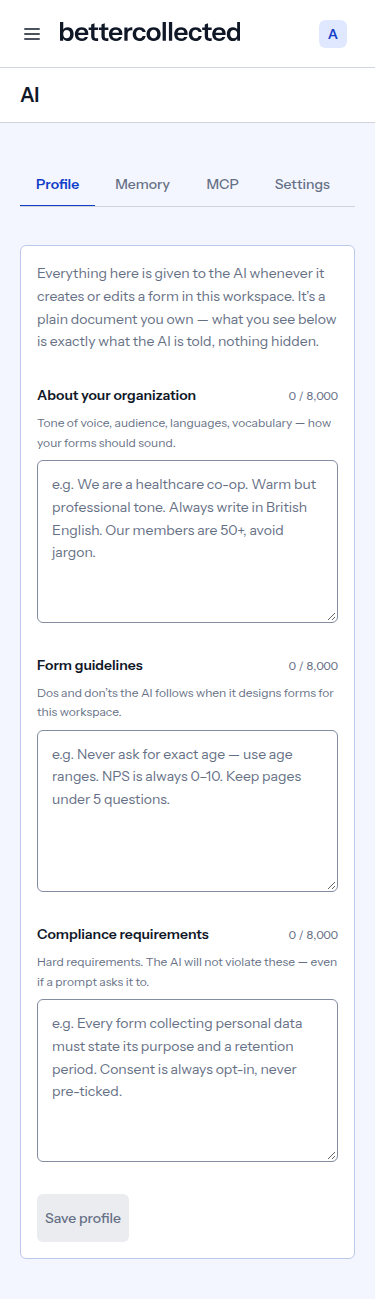 bettercollected
A
AI
Profile
Memory
MCP
Settings
Everything here is given to the AI whenever it
creates or edits a form in this workspace. It's a
plain document you own — what you see below
is exactly what the AI is told, nothing hidden.
About your organization
0 / 8,000
Tone of voice, audience, languages, vocabulary — how
your forms should sound.
e.g. We are a healthcare co-op. Warm but
professional tone. Always write in British
English. Our members are 50+, avoid
jargon.
Form guidelines
0 / 8,000
Dos and don'ts the AI follows when it designs forms for
this workspace.
e.g. Never ask for exact age — use age
ranges. NPS is always 0–10. Keep pages
under 5 questions.
Compliance requirements
0 / 8,000
Hard requirements. The AI will not violate these — even
if a prompt asks it to.
e.g. Every form collecting personal data
must state its purpose and a retention
period. Consent is always opt-in, never
pre-ticked.
Save profile